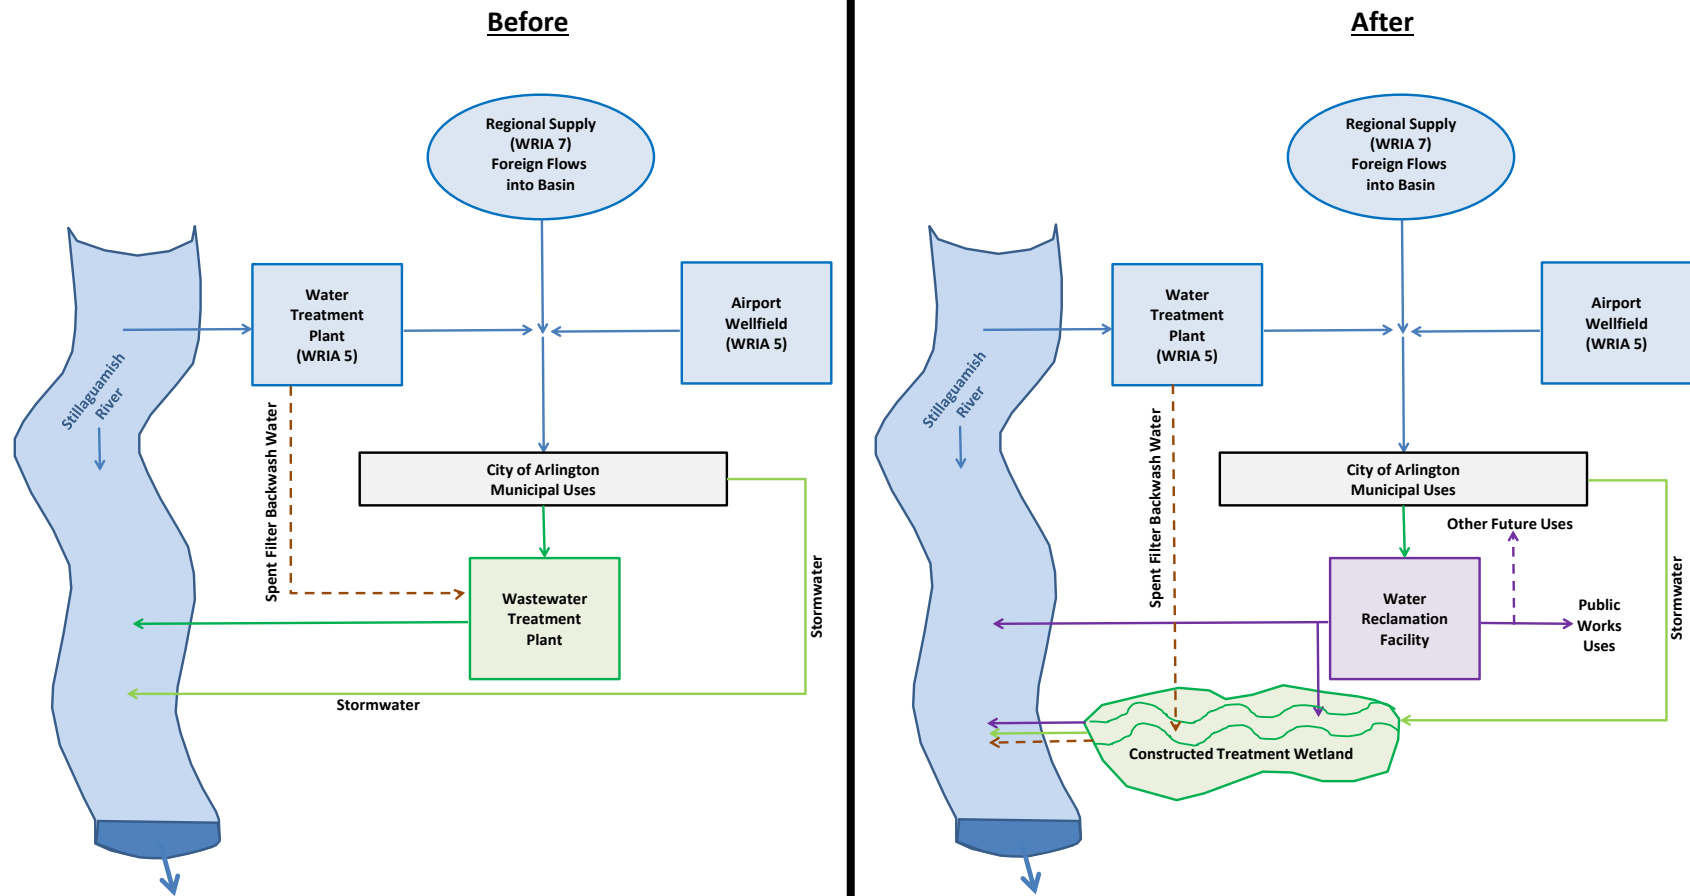 Before
Regional Supply
(WRIA 7)
Foreign Flows
into Basin
Water
Treatment
Plant
(WRIA 5)
Airport
Wellfield
(WRIA 5)
Stillaguamish
River
Spent Filter Backwash Water
City of Arlington
Municipal Uses
Wastewater
Treatment
Plant
Stormwater
Stormwater
After
Regional Supply
(WRIA 7)
Foreign Flows
into Basin
Water
Treatment
Plant
(WRIA 5)
Airport
Wellfield
(WRIA 5)
Stillaguamish
River
Spent Filter Backwash Water
City of Arlington
Municipal Uses
Other Future Uses
Water
Reclamation
Facility
Public
Works
Uses
Stormwater
Constructed Treatment Wetland